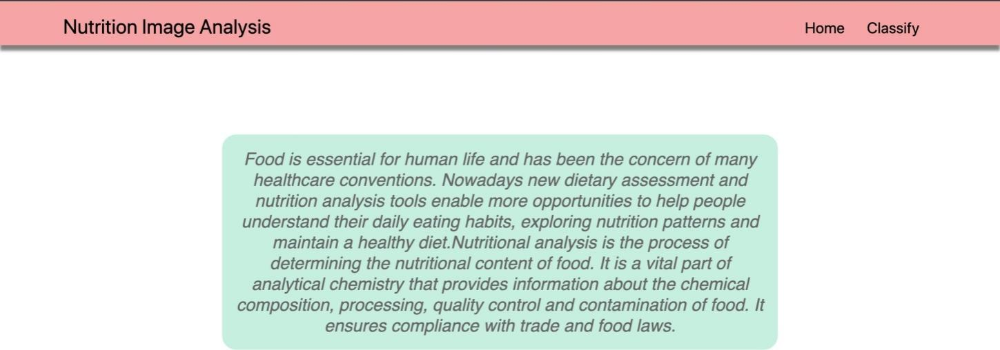 Nutrition Image Analysis
Home Classify
Food is essential for human life and has been the concern of many
healthcare conventions. Nowadays new dietary assessment and
nutrition analysis tools enable more opportunities to help people
understand their daily eating habits, exploring nutrition patterns and
maintain a healthy diet.Nutritional analysis is the process of
determining the nutritional content of food. It is a vital part of
analytical chemistry that provides information about the chemical
composition, processing, quality control and contamination of food. It
ensures compliance with trade and food laws.